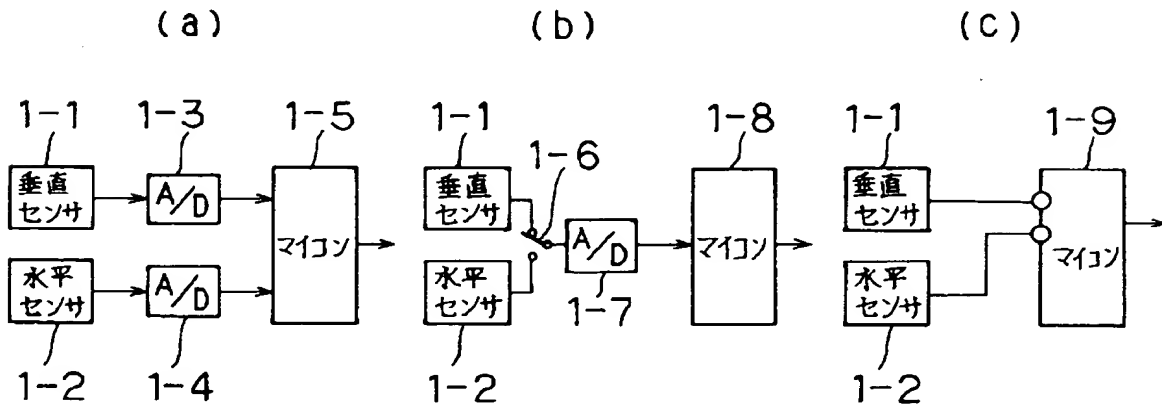 (a)
(b)
(c)
1-1
1-3
1-5
垂直
センサ
A/D
マイコン
水平
センサ
A/D
1-2
1-4
1-1
1-6
1-8
垂直
センサ
A/D
マイコン
水平
センサ
1-7
1-2
1-1
1-9
垂直
センサ
マイコン
水平
センサ
1-2